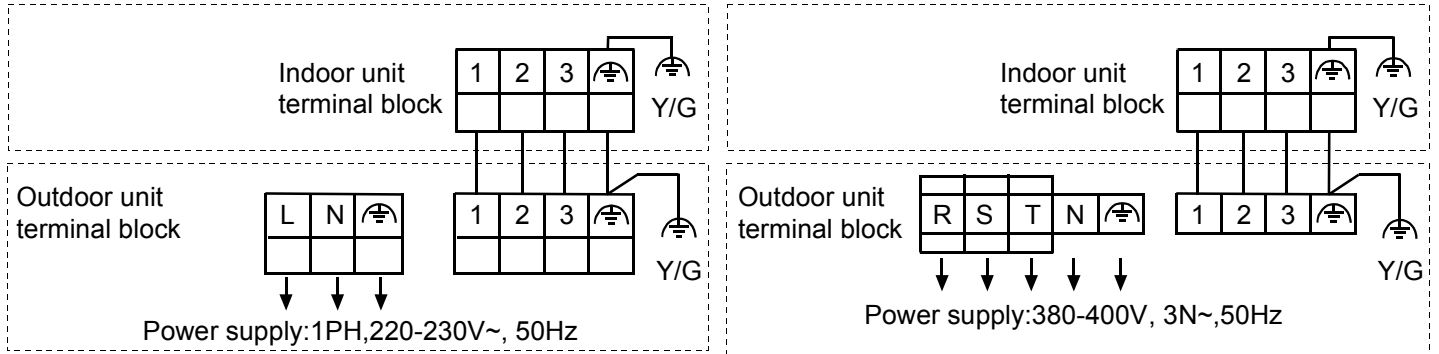 Indoor unit
terminal block
1 2 3
Y/G
Outdoor unit
terminal block
L N
1 2 3
Y/G
Power supply:1PH,220-230V~, 50Hz
Indoor unit
terminal block
1 2 3
Y/G
Outdoor unit
terminal block
R S T N
1 2 3
Y/G
Power supply:380-400V, 3N~,50Hz